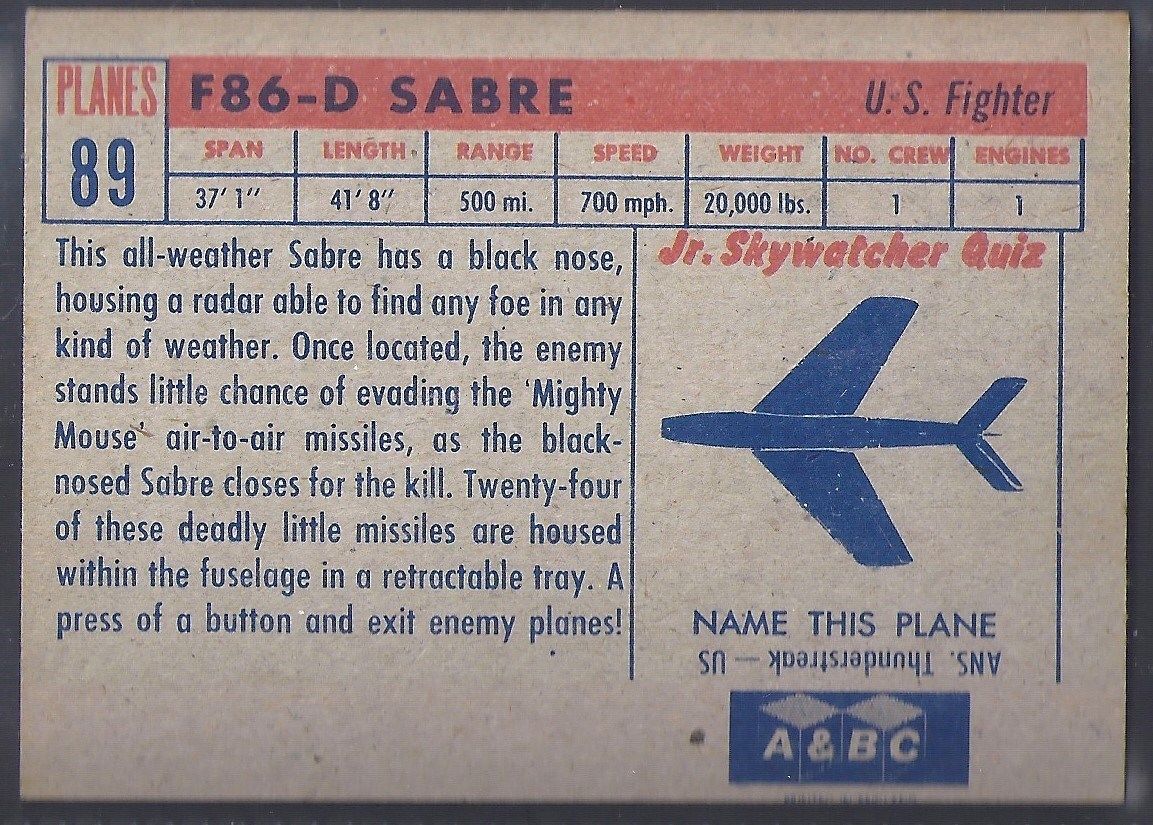 PLANES
89
F86-D SABRE
U.S. Fighter
SPAN LENGTH RANGE SPEED WEIGHT NO. CREW ENGINES
37' 1" 41' 8" 500 mi. 700 mph. 20,000 lbs. 1 1
This all-weather Sabre has a black nose,
housing a radar able to find any foe in any
kind of weather. Once located, the enemy
stands little chance of evading the 'Mighty
Mouse' air-to-air missiles, as the black-
nosed Sabre closes for the kill. Twenty-four
of these deadly little missiles are housed
within the fuselage in a retractable tray. A
press of a button and exit enemy planes!
Jr. Skywatcher Quiz
NAME THIS PLANE
ANS. Thunderstreak — US
A & BC